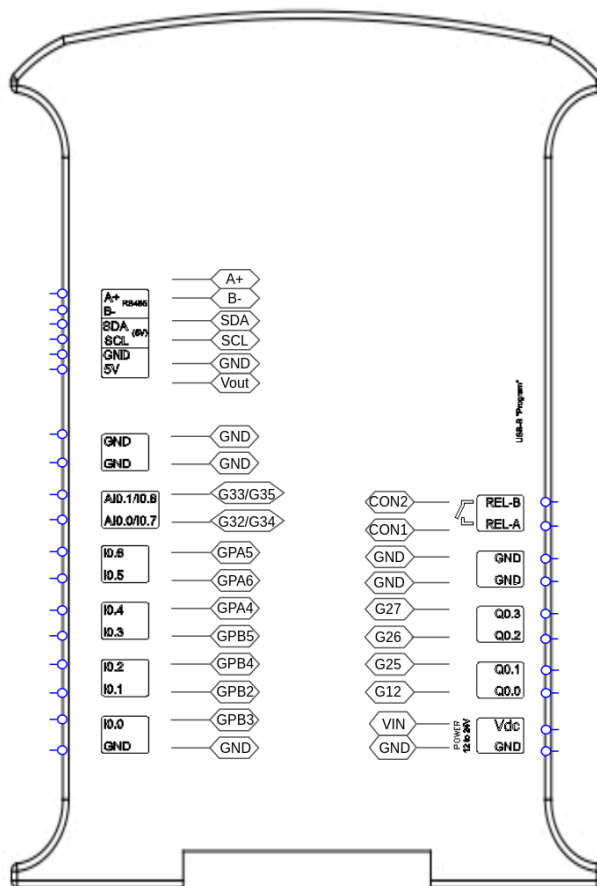 A+ RS485
B-
SDA (5V)
SCL
GND
5V
A+
B-
SDA
SCL
GND
Vout
USB-B "Program"
GND
GND
GND
GND
AI0.1/I0.8
AI0.0/I0.7
G33/G35
G32/G34
I0.6
I0.5
GPA5
GPA6
I0.4
I0.3
GPA4
GPB5
I0.2
I0.1
GPB4
GPB2
I0.0
GND
GPB3
GND
CON2
CON1
REL-B
REL-A
GND
GND
GND
GND
G27
G26
Q0.3
Q0.2
G25
G12
Q0.1
Q0.0
VIN
GND
POWER
12 to 24V
Vdc
GND